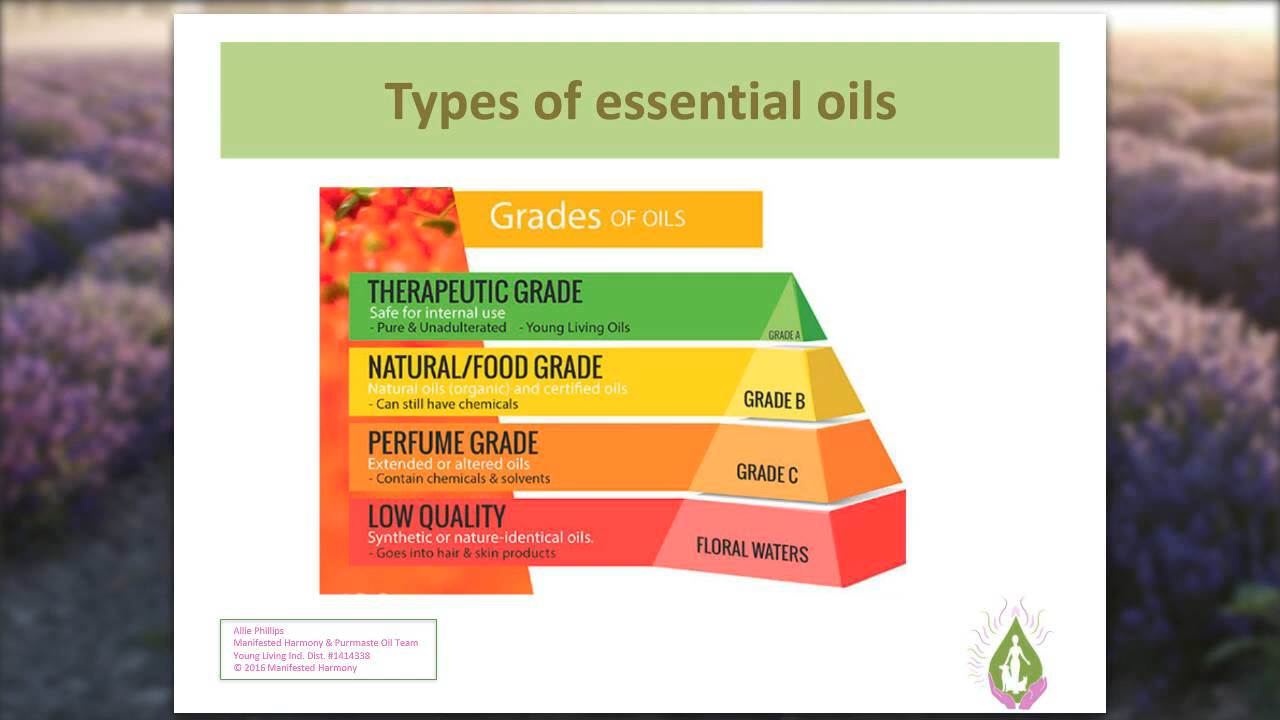 Types of essential oils
Grades OF OILS
THERAPEUTIC GRADE
Safe for internal use
- Pure & Unadulterated - Young Living Oils
GRADE A
NATURAL/FOOD GRADE
Natural oils (organic) and certified oils
- Can still have chemicals
GRADE B
PERFUME GRADE
Extended or altered oils
- Contain chemicals & solvents
GRADE C
LOW QUALITY
Synthetic or nature-identical oils.
- Goes into hair & skin products
FLORAL WATERS
Allie Phillips
Manifested Harmony & Purrmaste Oil Team
Young Living Ind. Dist. #1414338
© 2016 Manifested Harmony